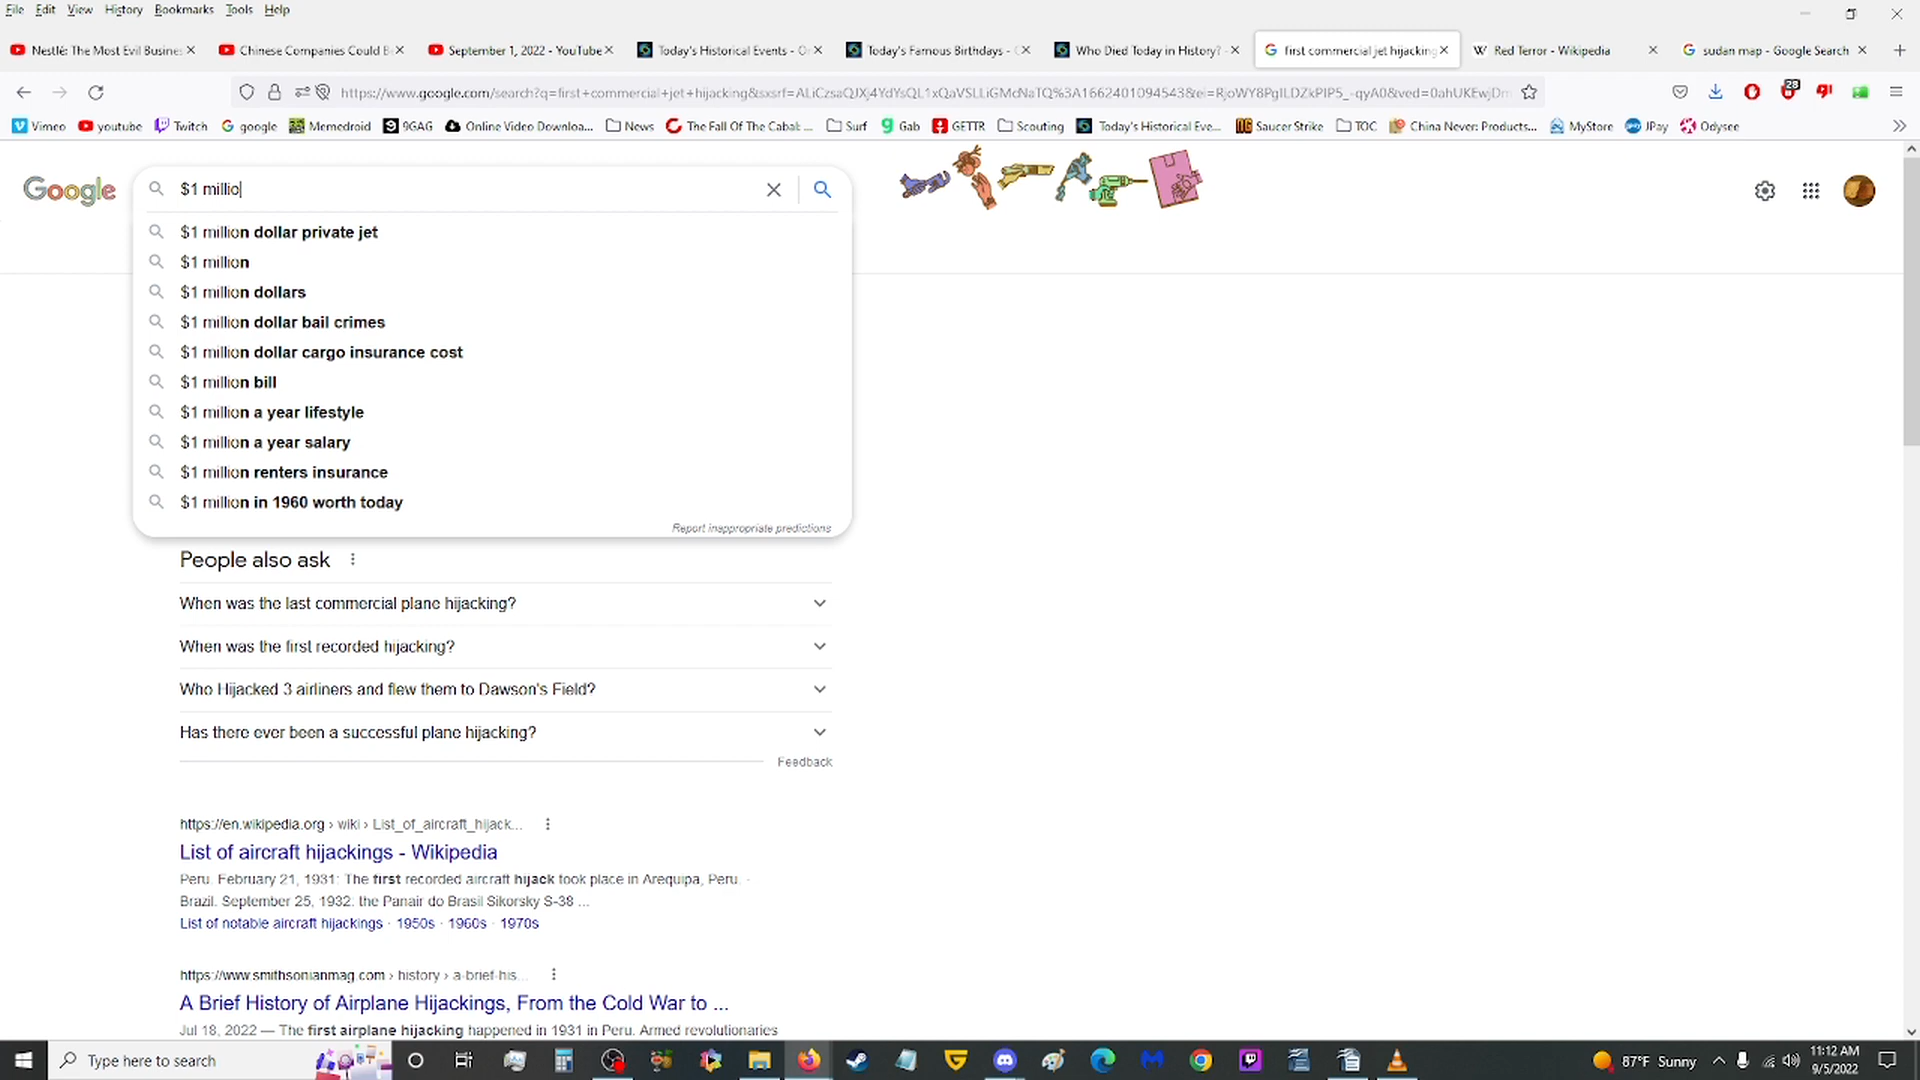 File Edit View History Bookmarks Tools Help
Nestlé: The Most Evil Busine:
Chinese Companies Could B
September 1, 2022 - YouTube
Today's Historical Events - O
Today's Famous Birthdays - O
Who Died Today in History? -
first commercial jet hijacking
Red Terror - Wikipedia
sudan map - Google Search
Vimeo youtube Twitch google Memedroid 9GAG Online Video Downloa... News The Fall Of The Cabal:... Surf Gab GETTR Scouting Today's Historical Eve... Saucer Strike TOC China Never: Products... MyStore JPay Odysee
Google
$1 millio
$1 million dollar private jet
$1 million
$1 million dollars
$1 million dollar bail crimes
$1 million dollar cargo insurance cost
$1 million bill
$1 million a year lifestyle
$1 million a year salary
$1 million renters insurance
$1 million in 1960 worth today
Report inappropriate predictions
People also ask
When was the last commercial plane hijacking?
When was the first recorded hijacking?
Who Hijacked 3 airliners and flew them to Dawson's Field?
Has there ever been a successful plane hijacking?
Feedback
https://en.wikipedia.org › wiki › List_of_aircraft_hijack...
List of aircraft hijackings - Wikipedia
Peru. February 21, 1931: The first recorded aircraft hijack took place in Arequipa, Peru. ·
Brazil. September 25, 1932: the Panair do Brasil Sikorsky S-38 ...
List of notable aircraft hijackings · 1950s · 1960s · 1970s
https://www.smithsonianmag.com › history › a-brief-his...
A Brief History of Airplane Hijackings, From the Cold War to ...
Jul 18, 2022 — The first airplane hijacking happened in 1931 in Peru. Armed revolutionaries
Type here to search
87°F Sunny
11:12 AM
9/5/2022